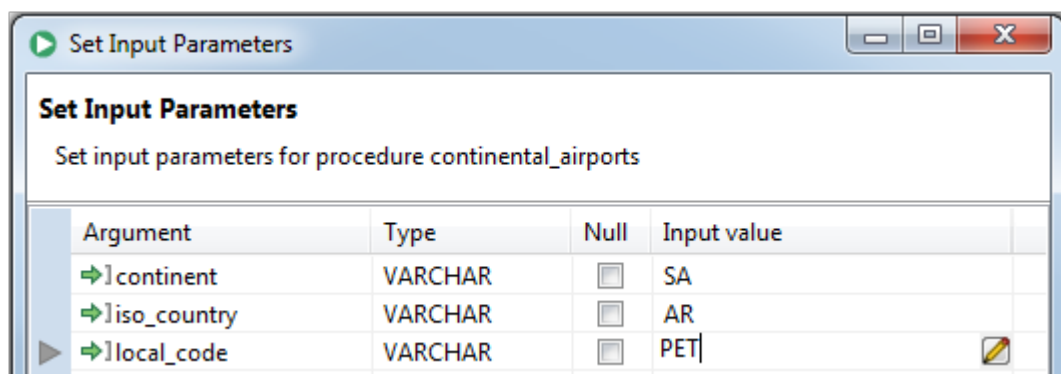 Set Input Parameters
Set Input Parameters
Set input parameters for procedure continental_airports
Argument Type Null Input value
continent VARCHAR SA
iso_country VARCHAR AR
local_code VARCHAR PET